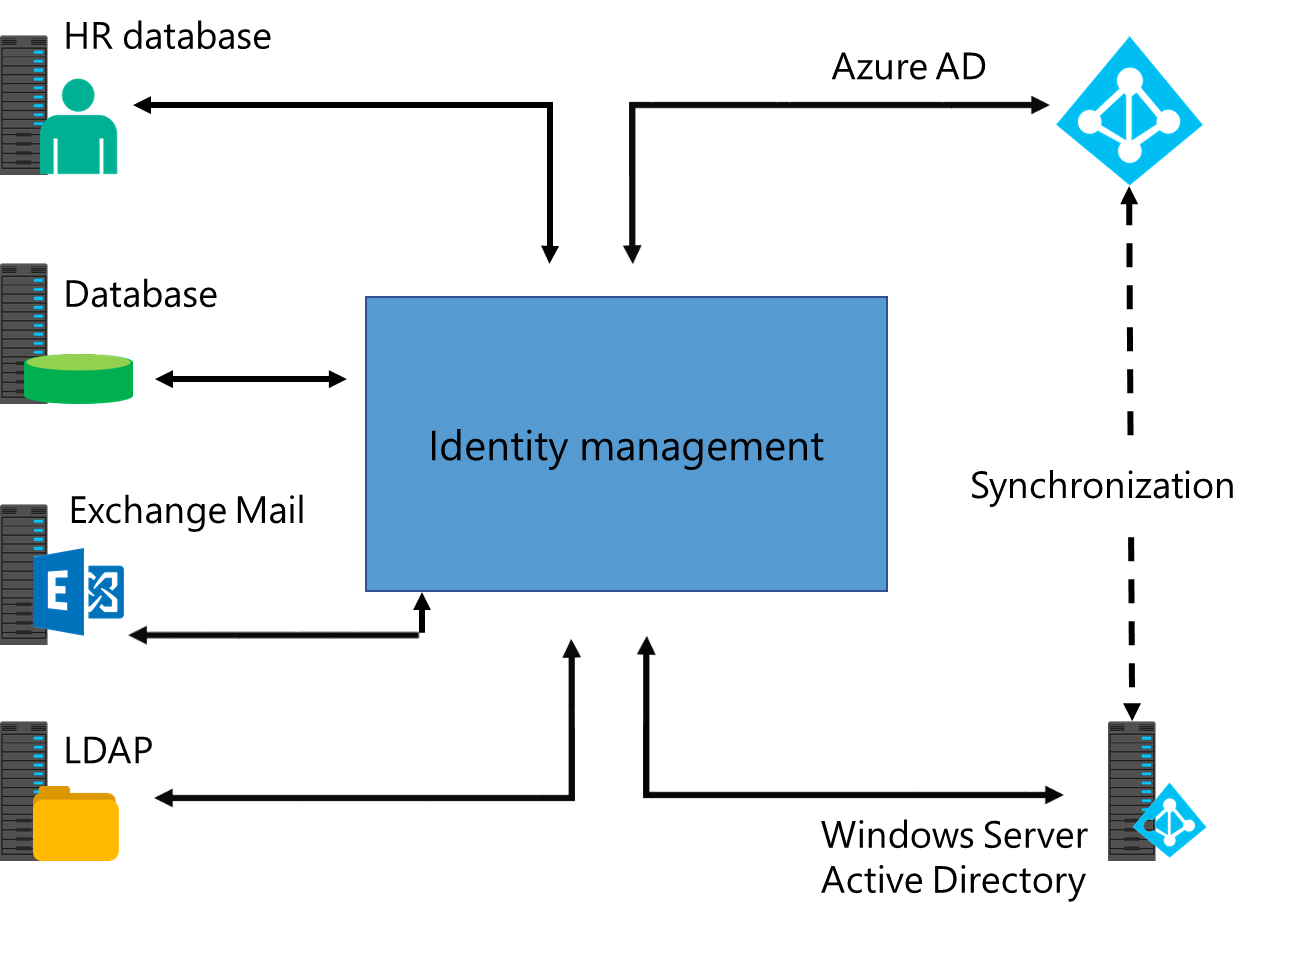 HR database
Azure AD
Database
Identity management
Synchronization
Exchange Mail
E
LDAP
Windows Server
Active Directory